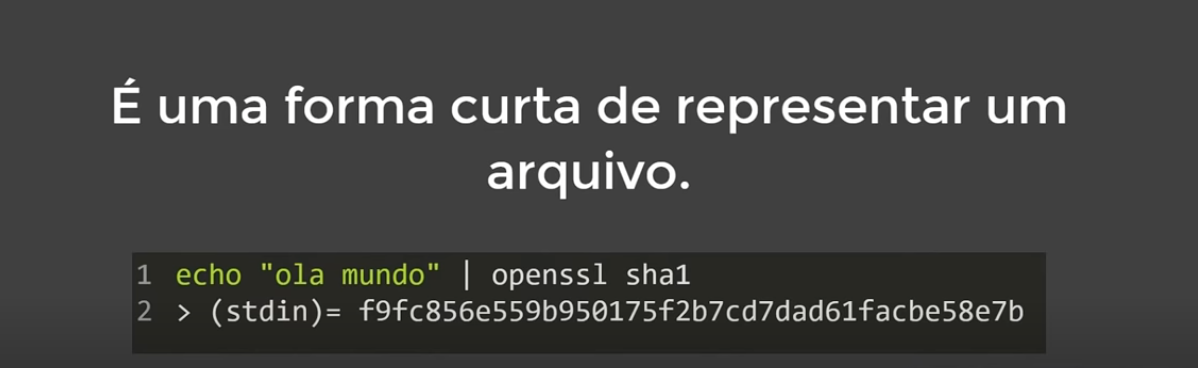 É uma forma curta de representar um
arquivo.
1 echo "ola mundo" | openssl sha1
2 > (stdin)= f9fc856e559b950175f2b7cd7dad61facbe58e7b